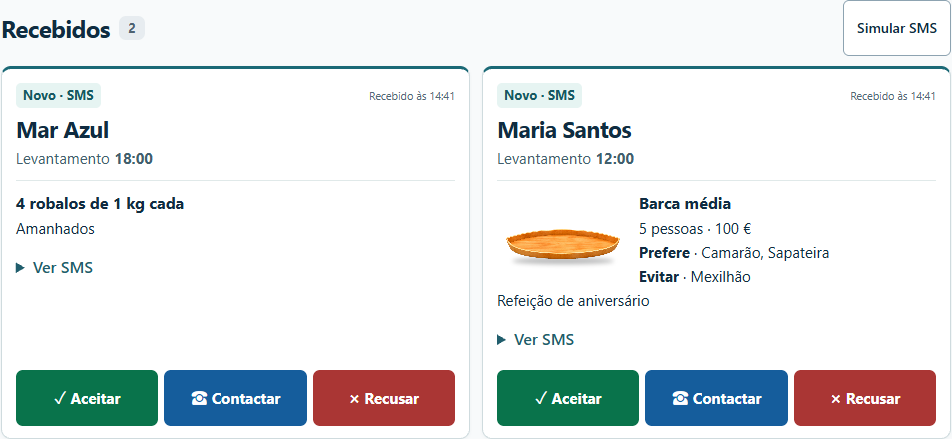 Recebidos 2
Simular SMS
Novo · SMS
Recebido às 14:41
Mar Azul
Levantamento 18:00
4 robalos de 1 kg cada
Amanhados
▶ Ver SMS
✓ Aceitar
☎ Contactar
× Recusar
Novo · SMS
Recebido às 14:41
Maria Santos
Levantamento 12:00
Barca média
5 pessoas · 100 €
Prefere · Camarão, Sapateira
Evitar · Mexilhão
Refeição de aniversário
▶ Ver SMS
✓ Aceitar
☎ Contactar
× Recusar